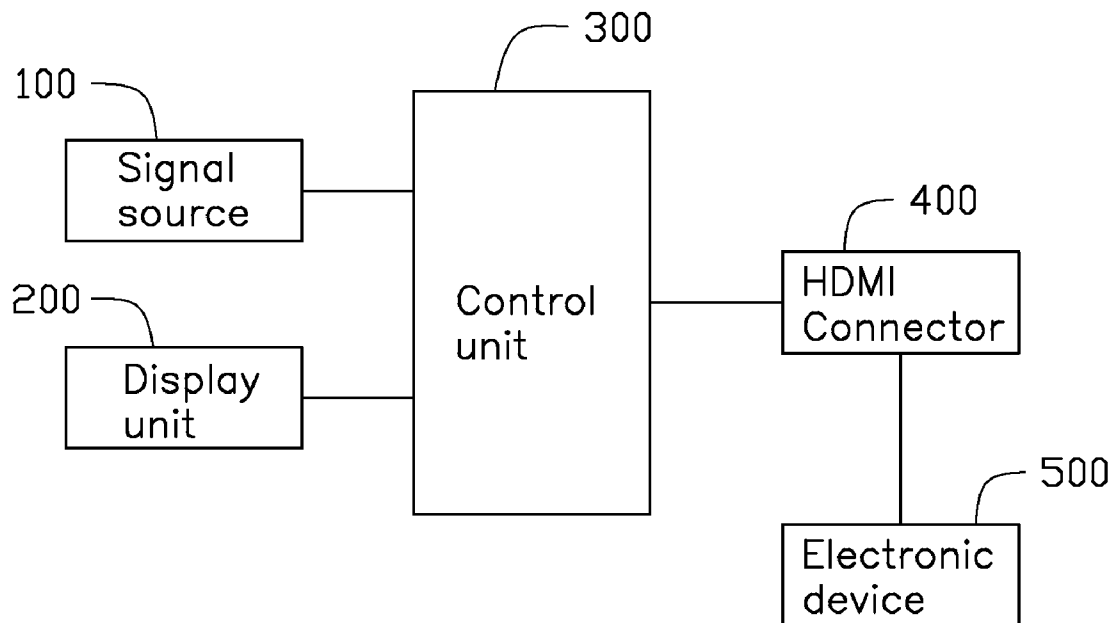 300
100
Signal
source
400
HDMI
Connector
200
Control
unit
Display
unit
500
Electronic
device